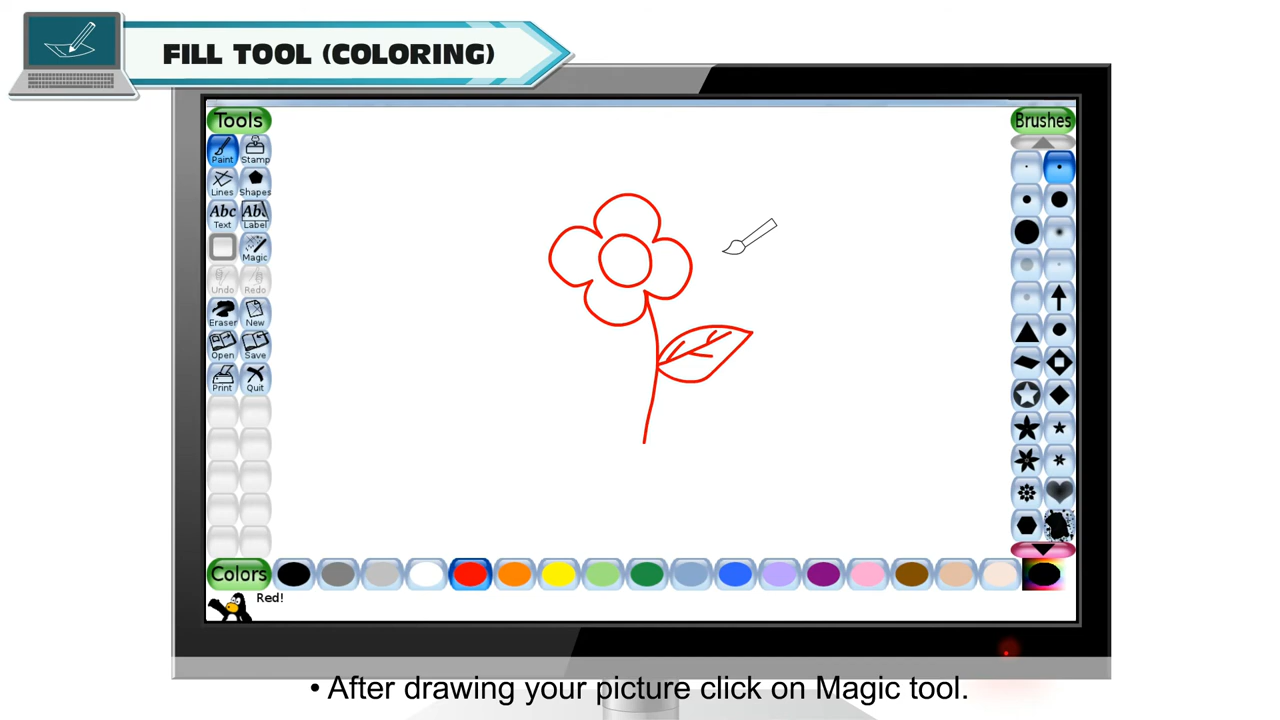 FILL TOOL (COLORING)
Tools
Brushes
Paint Stamp
Lines Shapes
Abc Abc
Text Label
Magic
Undo Redo
Eraser New
Open Save
Print Quit
Colors
Red!
• After drawing your picture click on Magic tool.